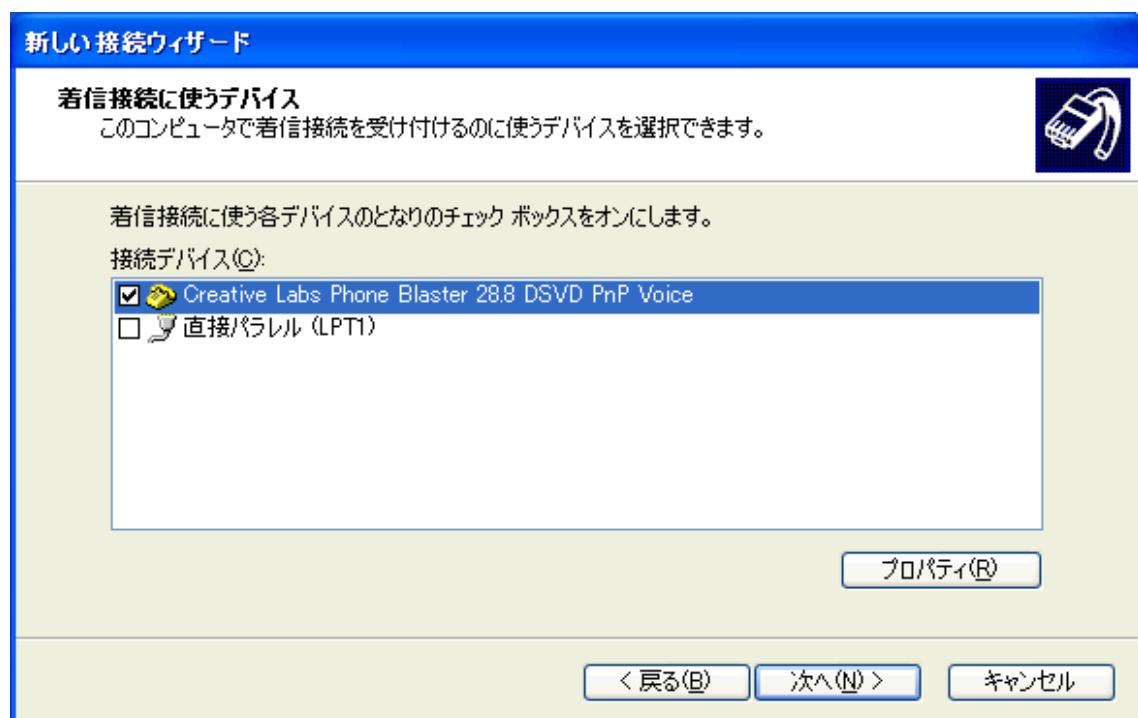 新しい接続ウィザード
着信接続に使うデバイス
このコンピュータで着信接続を受け付けるのに使うデバイスを選択できます。
着信接続に使う各デバイスのとなりのチェック ボックスをオンにします。
接続デバイス(C):
Creative Labs Phone Blaster 28.8 DSVD PnP Voice
直接パラレル (LPT1)
プロパティ(R)
< 戻る(B) 次へ(N) > キャンセル